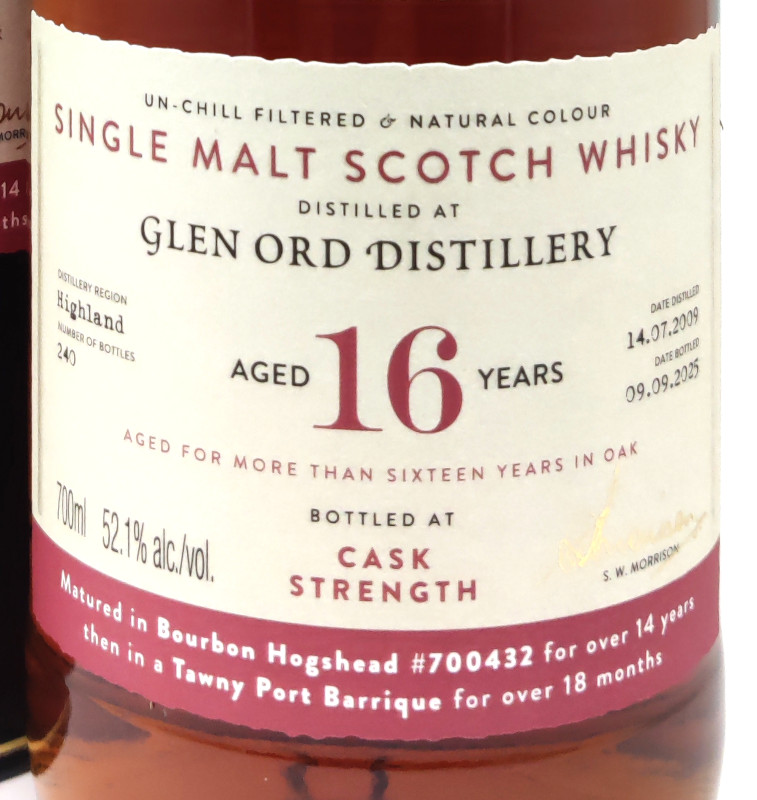 UN-CHILL FILTERED & NATURAL COLOUR
SINGLE MALT SCOTCH WHISKY
DISTILLED AT
GLEN ORD DISTILLERY
DISTILLERY REGION
Highland
NUMBER OF BOTTLES
240
AGED 16 YEARS
DATE DISTILLED
14.07.2009
DATE BOTTLED
09.09.2025
AGED FOR MORE THAN SIXTEEN YEARS IN OAK
700ml 52.1% alc./vol.
BOTTLED AT
CASK
STRENGTH
S. W. MORRISON
Matured in Bourbon Hogshead #700432 for over 14 years
then in a Tawny Port Barrique for over 18 months
14